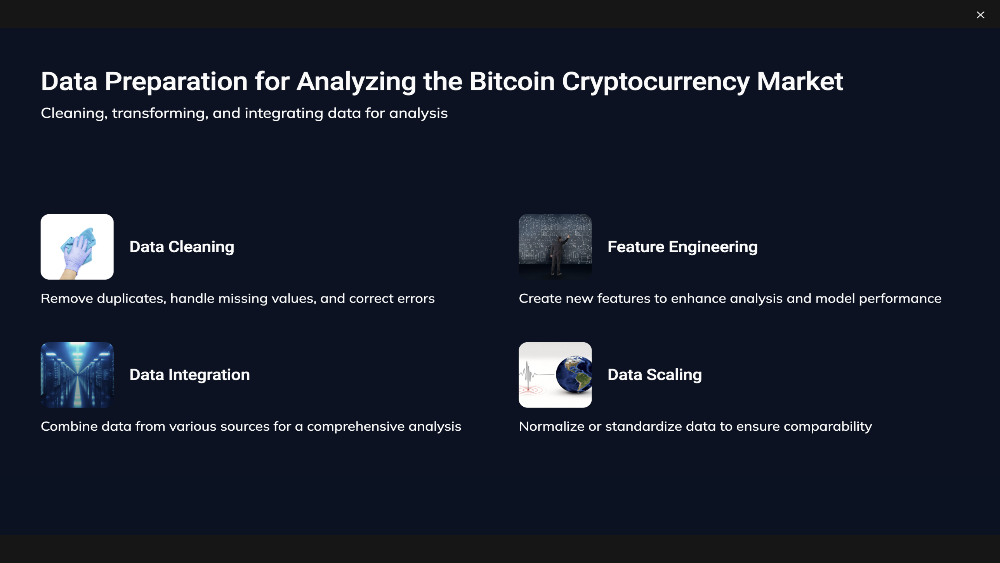 Data Preparation for Analyzing the Bitcoin Cryptocurrency Market
Cleaning, transforming, and integrating data for analysis
Data Cleaning
Remove duplicates, handle missing values, and correct errors
Feature Engineering
Create new features to enhance analysis and model performance
Data Integration
Combine data from various sources for a comprehensive analysis
Data Scaling
Normalize or standardize data to ensure comparability